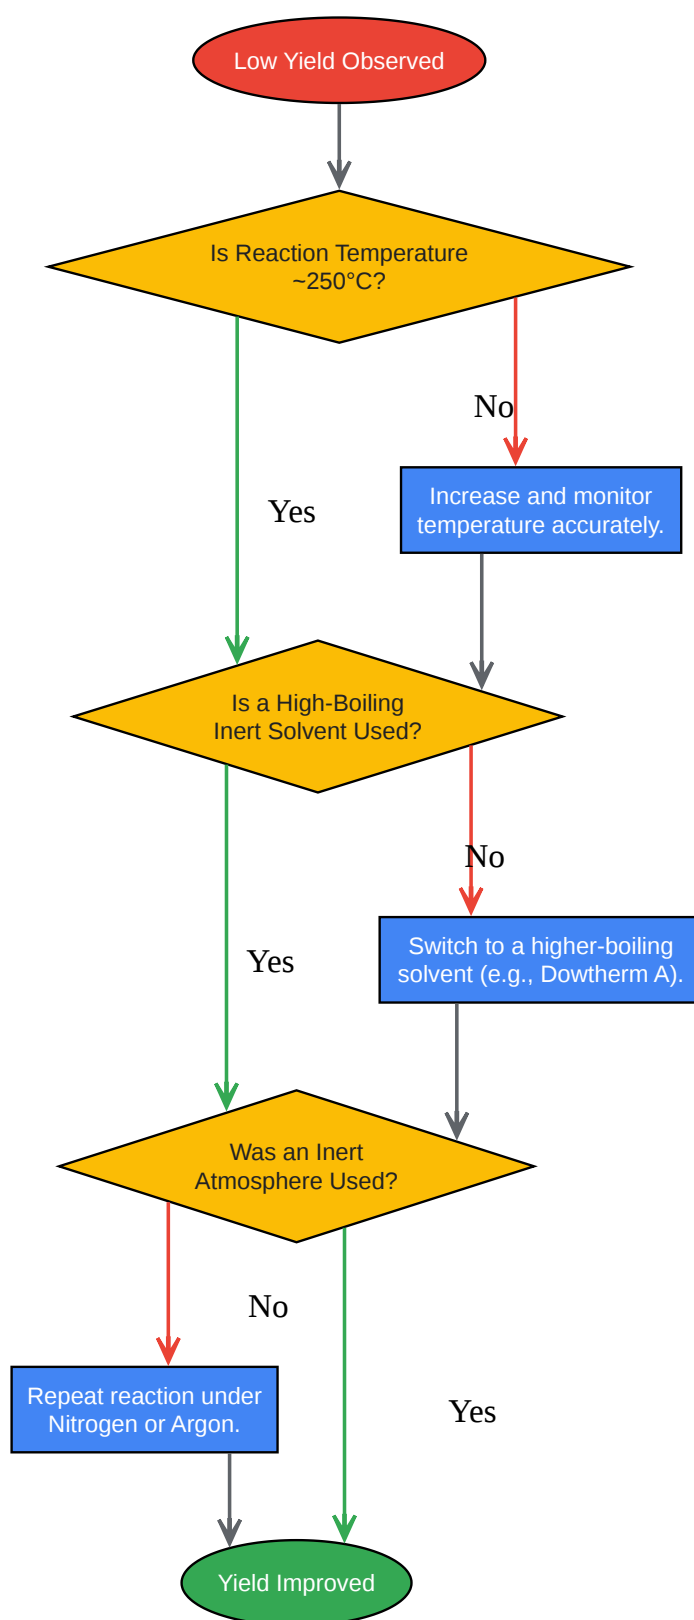 Low Yield Observed
Is Reaction Temperature
~250°C?
No
Increase and monitor
temperature accurately.
Yes
Is a High-Boiling
Inert Solvent Used?
No
Switch to a higher-boiling
solvent (e.g., Dowtherm A).
Yes
Was an Inert
Atmosphere Used?
No
Repeat reaction under
Nitrogen or Argon.
Yes
Yield Improved